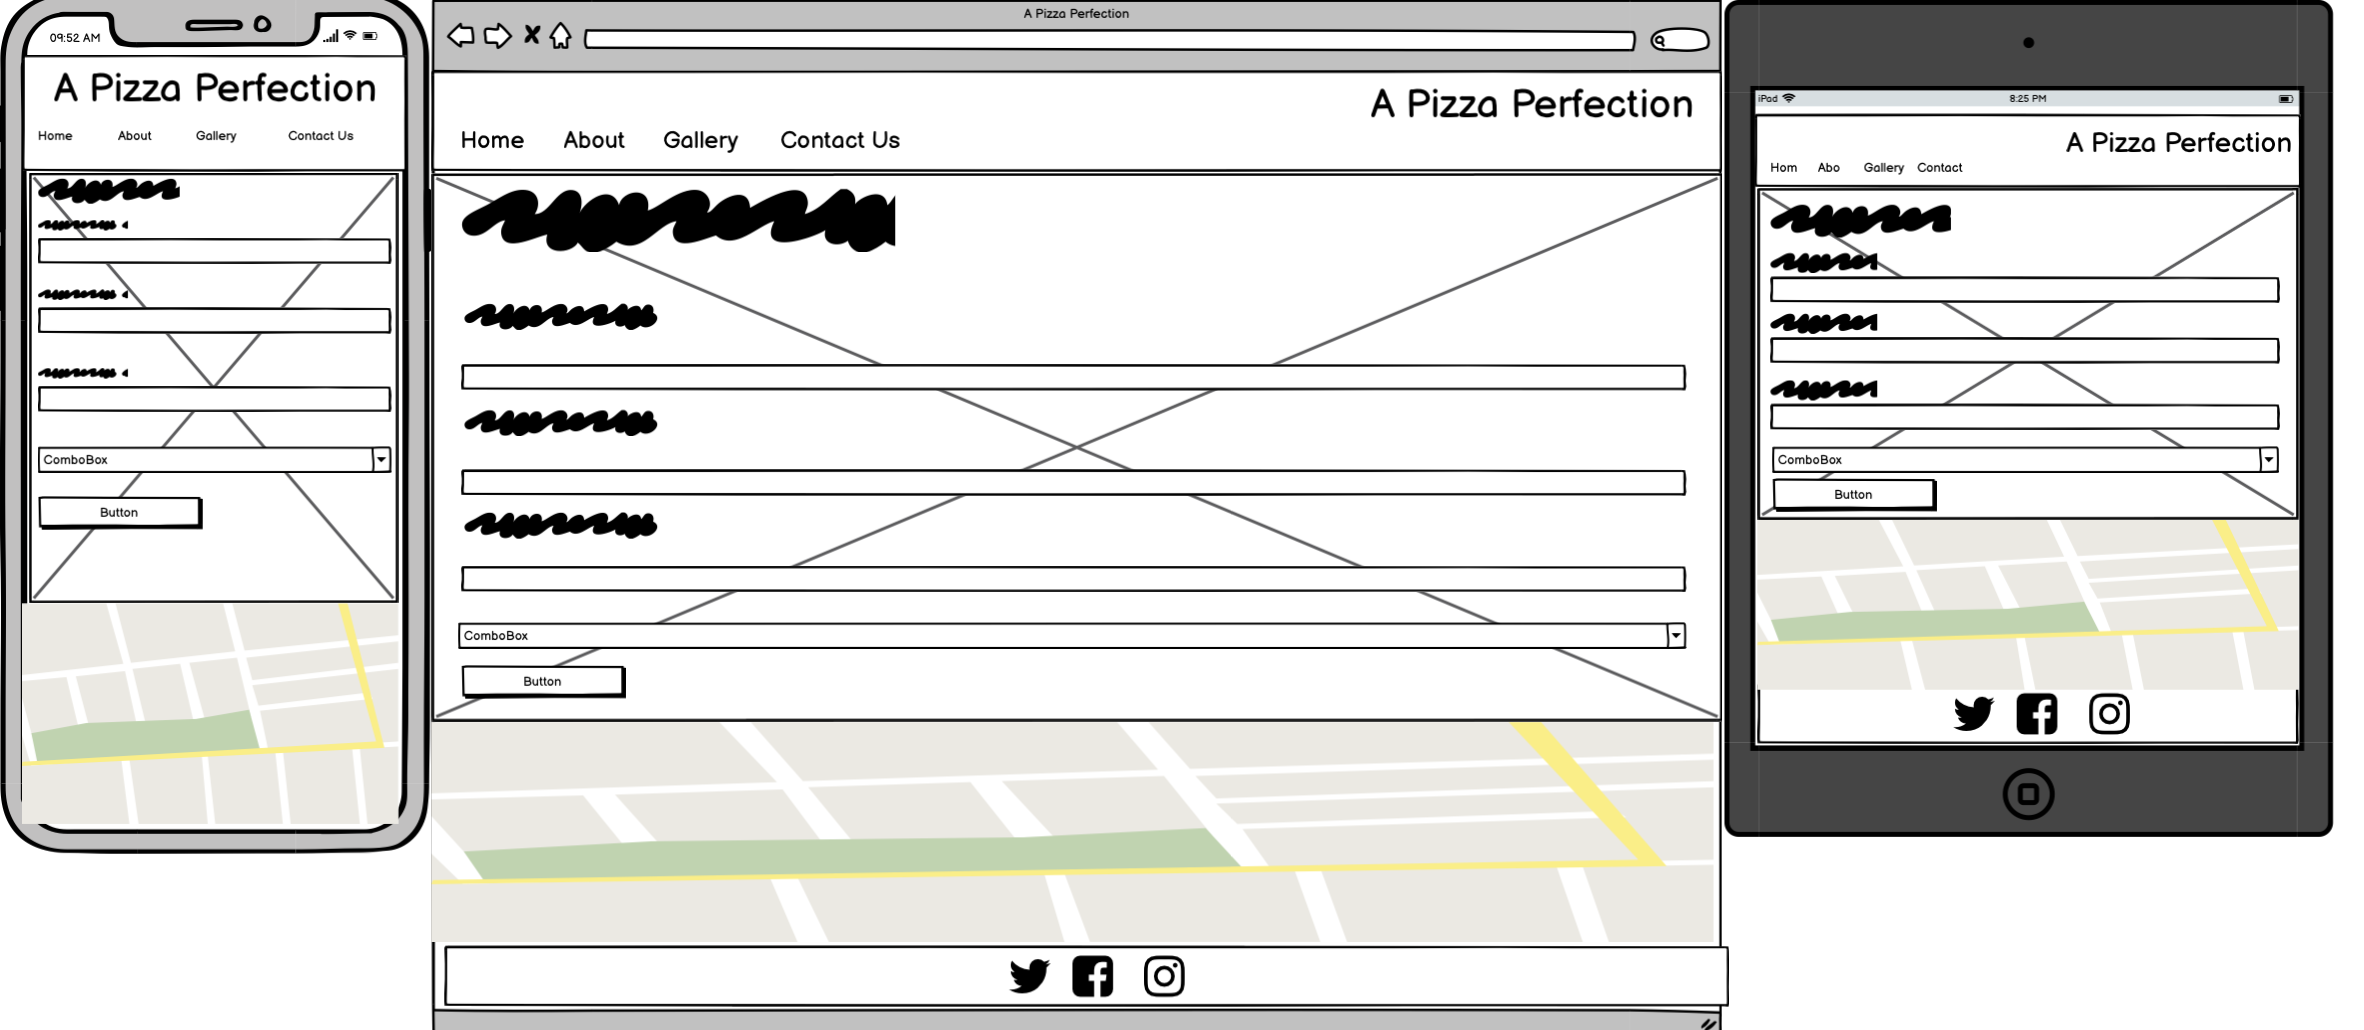 09:52 AM
A Pizza Perfection
Home About Gallery Contact Us
ComboBox
Button
A Pizza Perfection
A Pizza Perfection
Home About Gallery Contact Us
ComboBox
Button
iPad 8:25 PM
A Pizza Perfection
Hom Abo Gallery Contact
ComboBox
Button